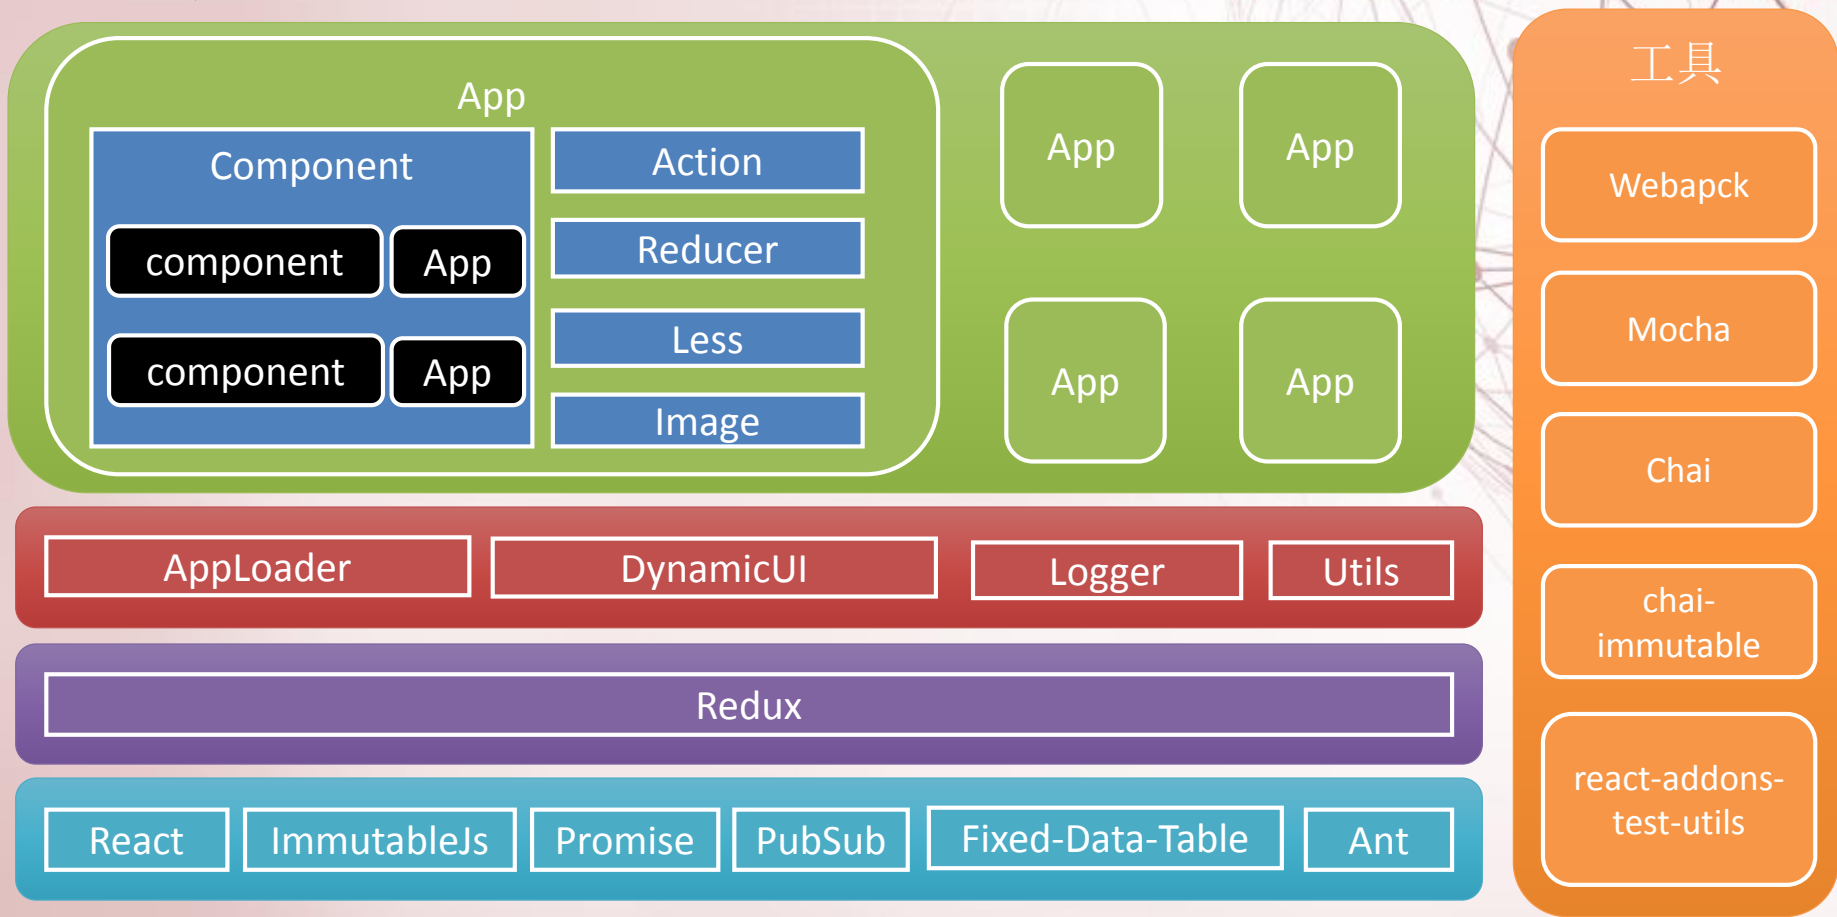 App
Component
component
App
component
App
Action
Reducer
Less
Image
App
App
App
App
AppLoader
DynamicUI
Logger
Utils
Redux
React
ImmutableJs
Promise
PubSub
Fixed-Data-Table
Ant
工具
Webapck
Mocha
Chai
chai-
immutable
react-addons-
test-utils